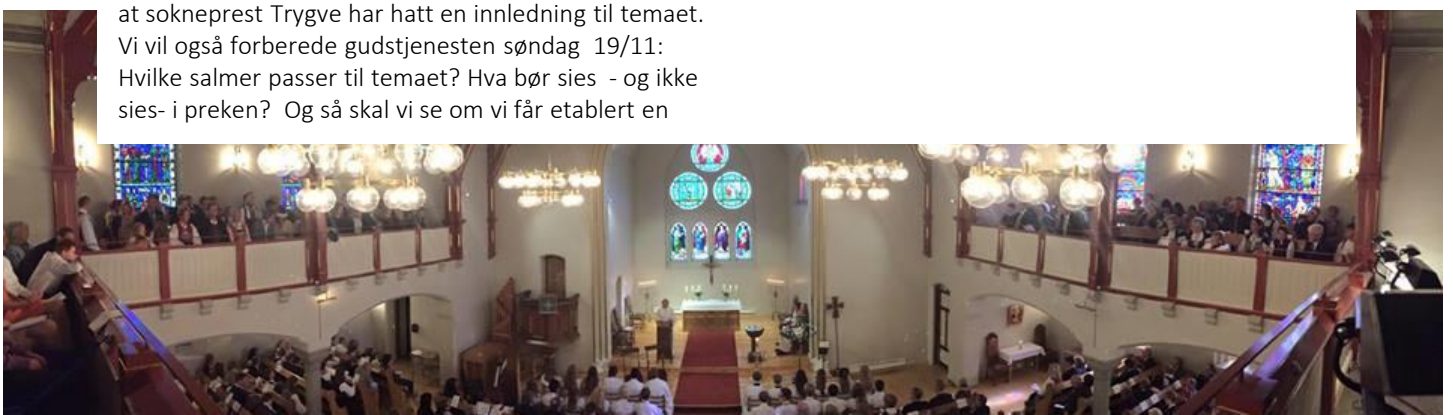 at sokneprest Trygve har hatt en innledning til temaet.
Vi vil også forberede gudstjenesten søndag  19/11:
Hvilke salmer passer til temaet? Hva bør sies  - og ikke
sies- i preken?  Og så skal vi se om vi får etablert en